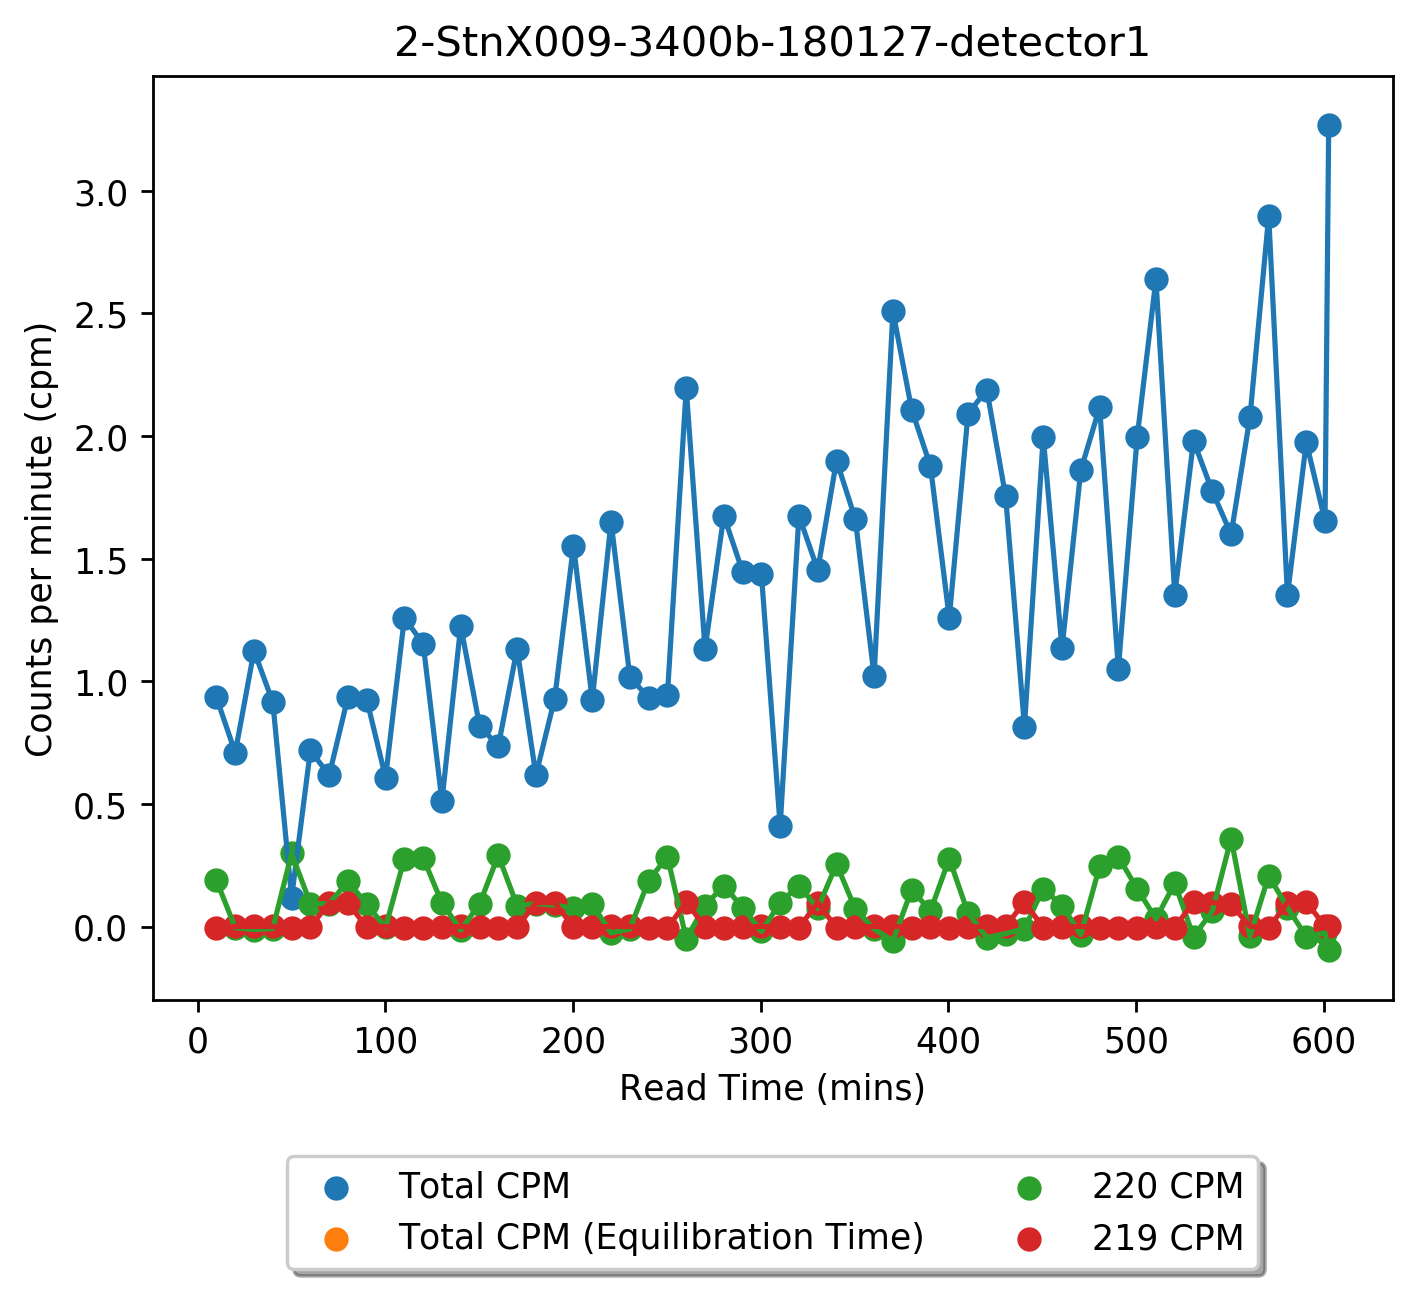 2-StnX009-3400b-180127-detector1
Counts per minute (cpm)
3.0
2.5
2.0
1.5
1.0
0.5
0.0
0 100 200 300 400 500 600
Read Time (mins)
Total CPM 220 CPM
Total CPM (Equilibration Time) 219 CPM